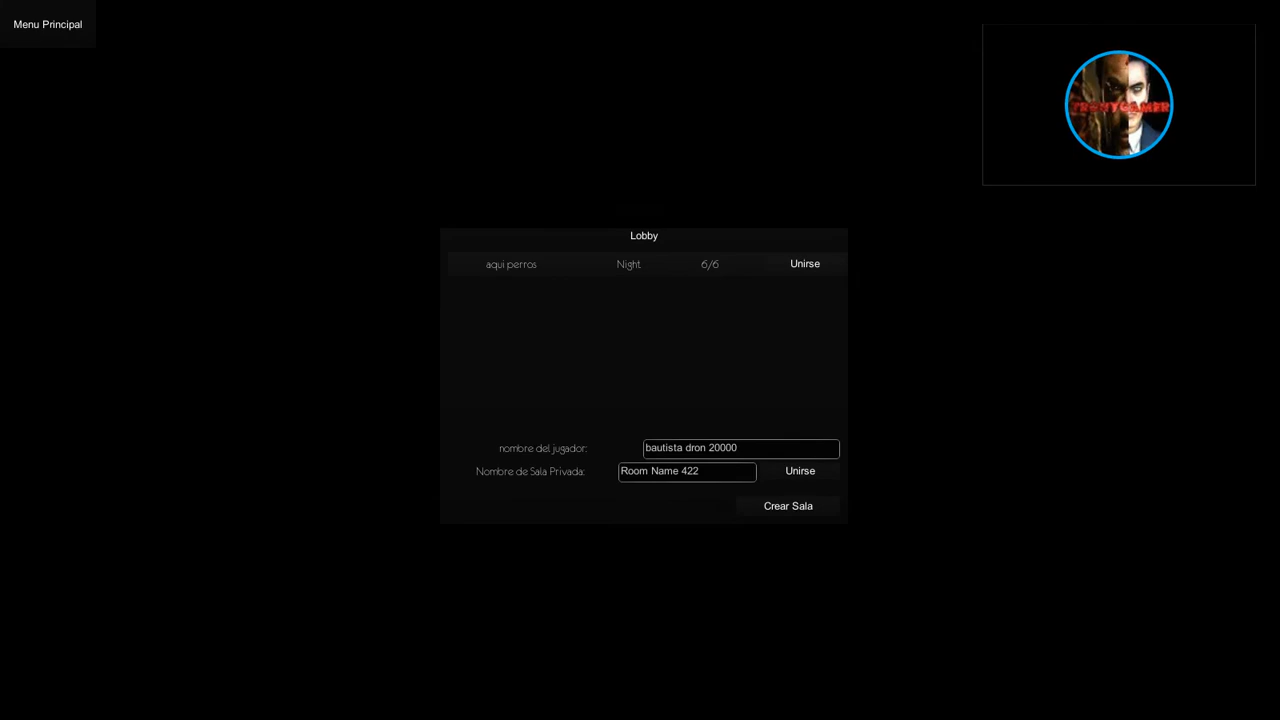 Menu Principal
TRONYGAMER
Lobby
aqui perros Night 6/6 Unirse
nombre del jugador: bautista dron 20000
Nombre de Sala Privada: Room Name 422 Unirse
Crear Sala